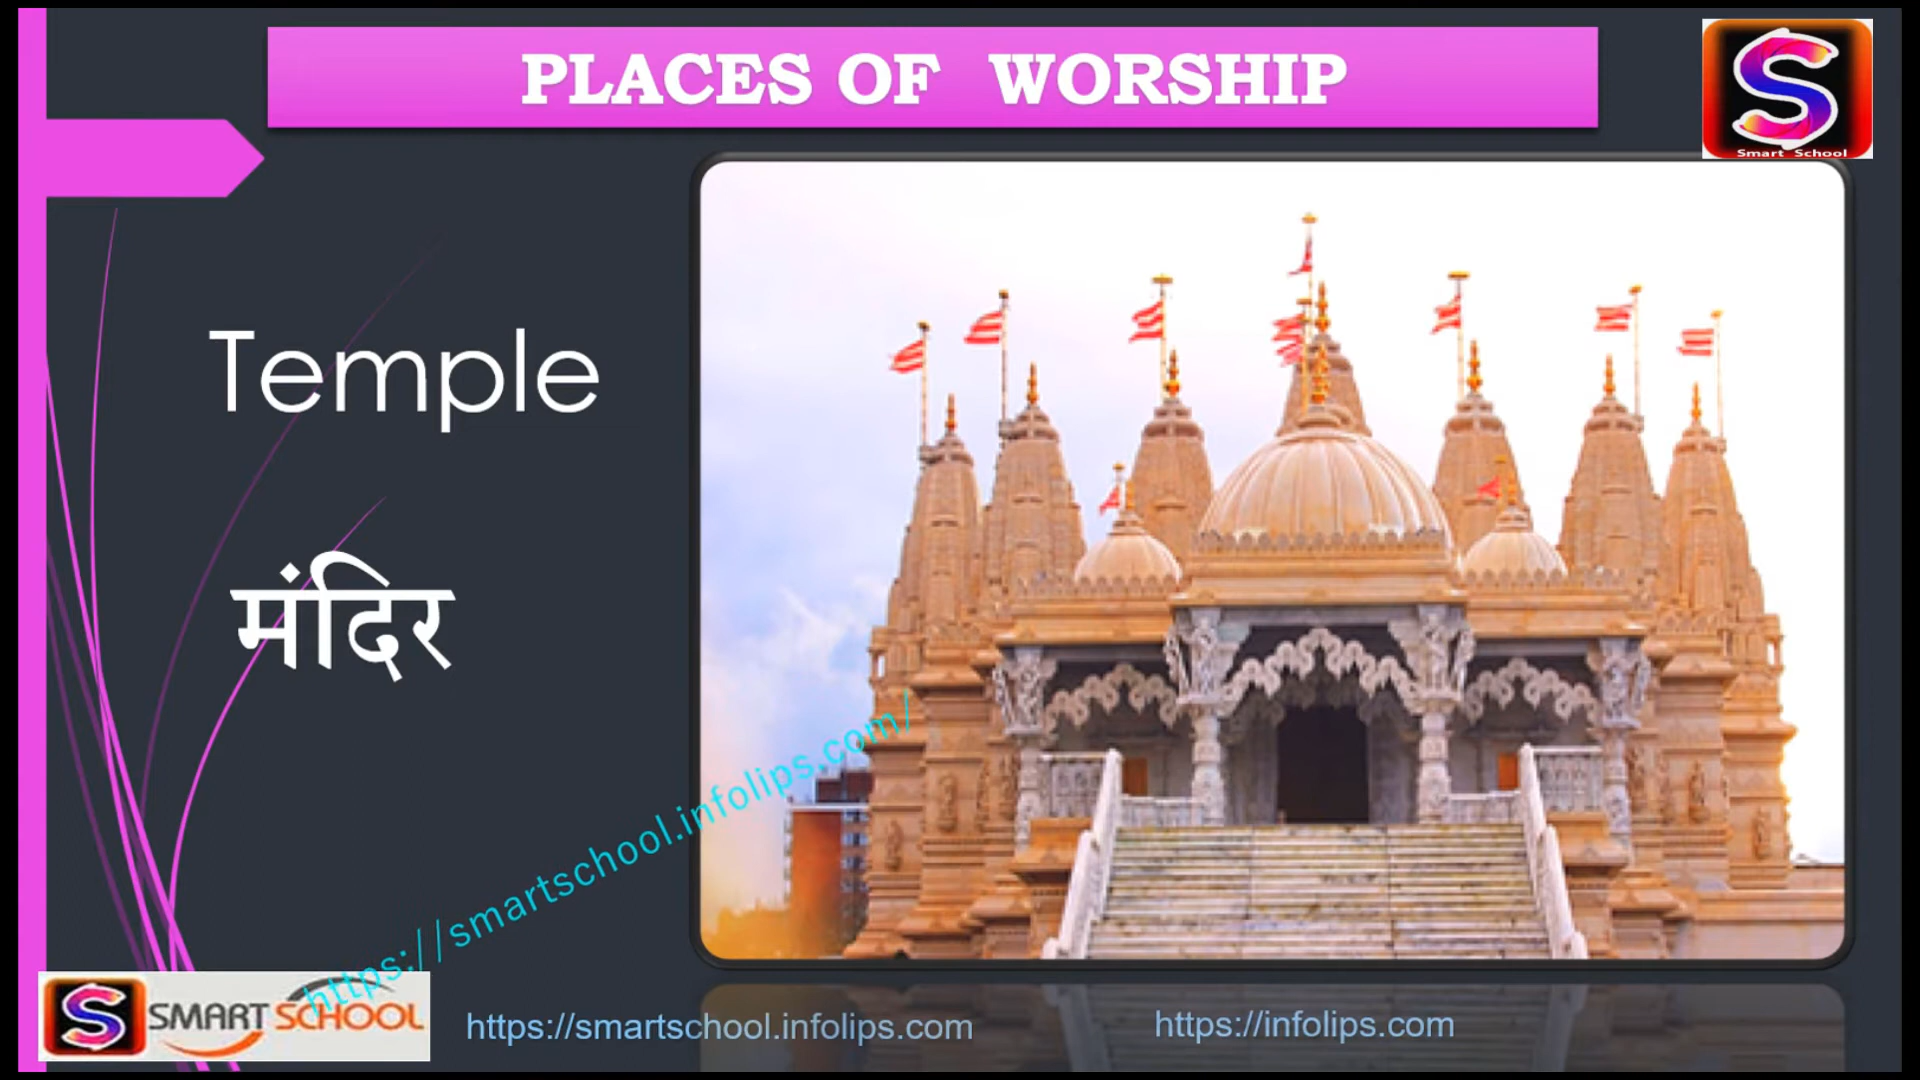 PLACES OF WORSHIP
S
Smart School
Temple
मंदिर
https://smartschool.infolips.com/
S
SMART SCHOOL
https://smartschool.infolips.com
https://infolips.com